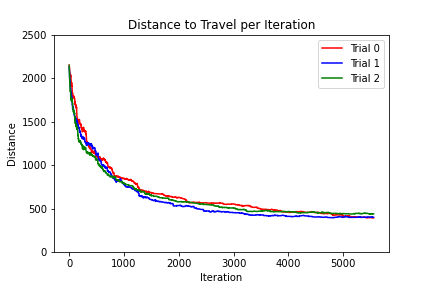 Distance to Travel per Iteration
2500
2000
1500
1000
500
0
Distance
Trial 0
Trial 1
Trial 2
0 1000 2000 3000 4000 5000
Iteration